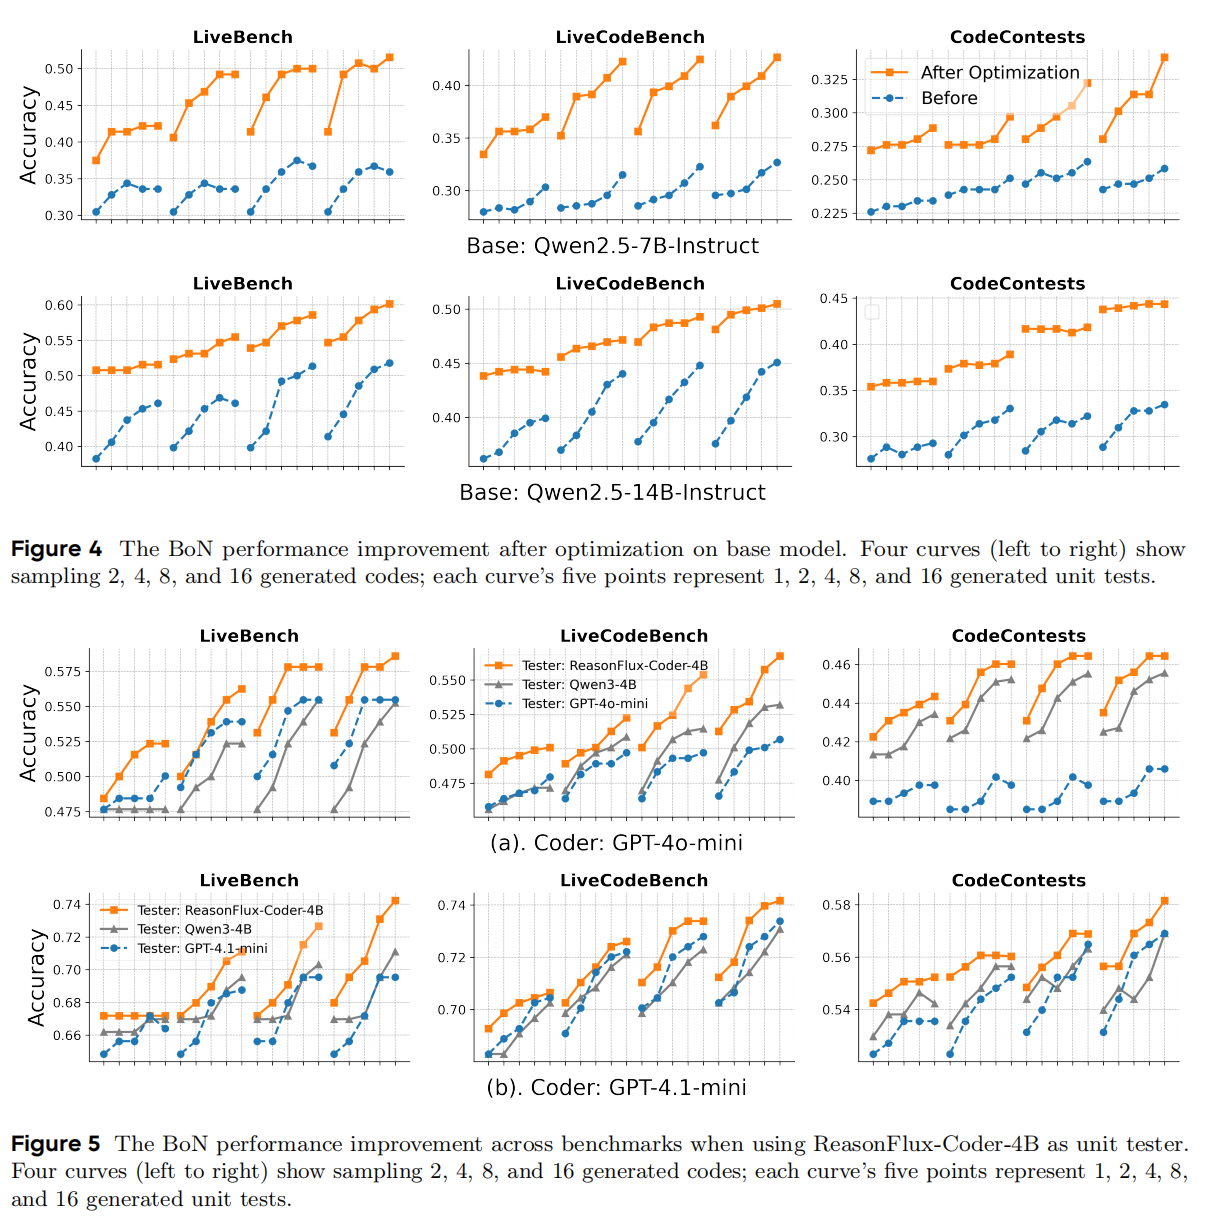 LiveBench LiveCodeBench CodeContests
Accuracy
0.50
0.45
0.40
0.35
0.30
0.40
0.35
0.30
0.325
0.300
0.275
0.250
0.225
After Optimization
Before
Base: Qwen2.5-7B-Instruct
LiveBench LiveCodeBench CodeContests
Accuracy
0.60
0.55
0.50
0.45
0.40
0.50
0.45
0.40
0.45
0.40
0.35
0.30
Base: Qwen2.5-14B-Instruct
Figure 4 The BoN performance improvement after optimization on base model. Four curves (left to right) show
sampling 2, 4, 8, and 16 generated codes; each curve's five points represent 1, 2, 4, 8, and 16 generated unit tests.
LiveBench LiveCodeBench CodeContests
Accuracy
0.575
0.550
0.525
0.500
0.475
0.550
0.525
0.500
0.475
Tester: ReasonFlux-Coder-4B
Tester: Qwen3-4B
Tester: GPT-4o-mini
0.46
0.44
0.42
0.40
(a). Coder: GPT-4o-mini
LiveBench LiveCodeBench CodeContests
Accuracy
0.74
0.72
0.70
0.68
0.66
Tester: ReasonFlux-Coder-4B
Tester: Qwen3-4B
Tester: GPT-4.1-mini
0.74
0.72
0.70
0.58
0.56
0.54
(b). Coder: GPT-4.1-mini
Figure 5 The BoN performance improvement across benchmarks when using ReasonFlux-Coder-4B as unit tester.
Four curves (left to right) show sampling 2, 4, 8, and 16 generated codes; each curve's five points represent 1, 2, 4, 8,
and 16 generated unit tests.